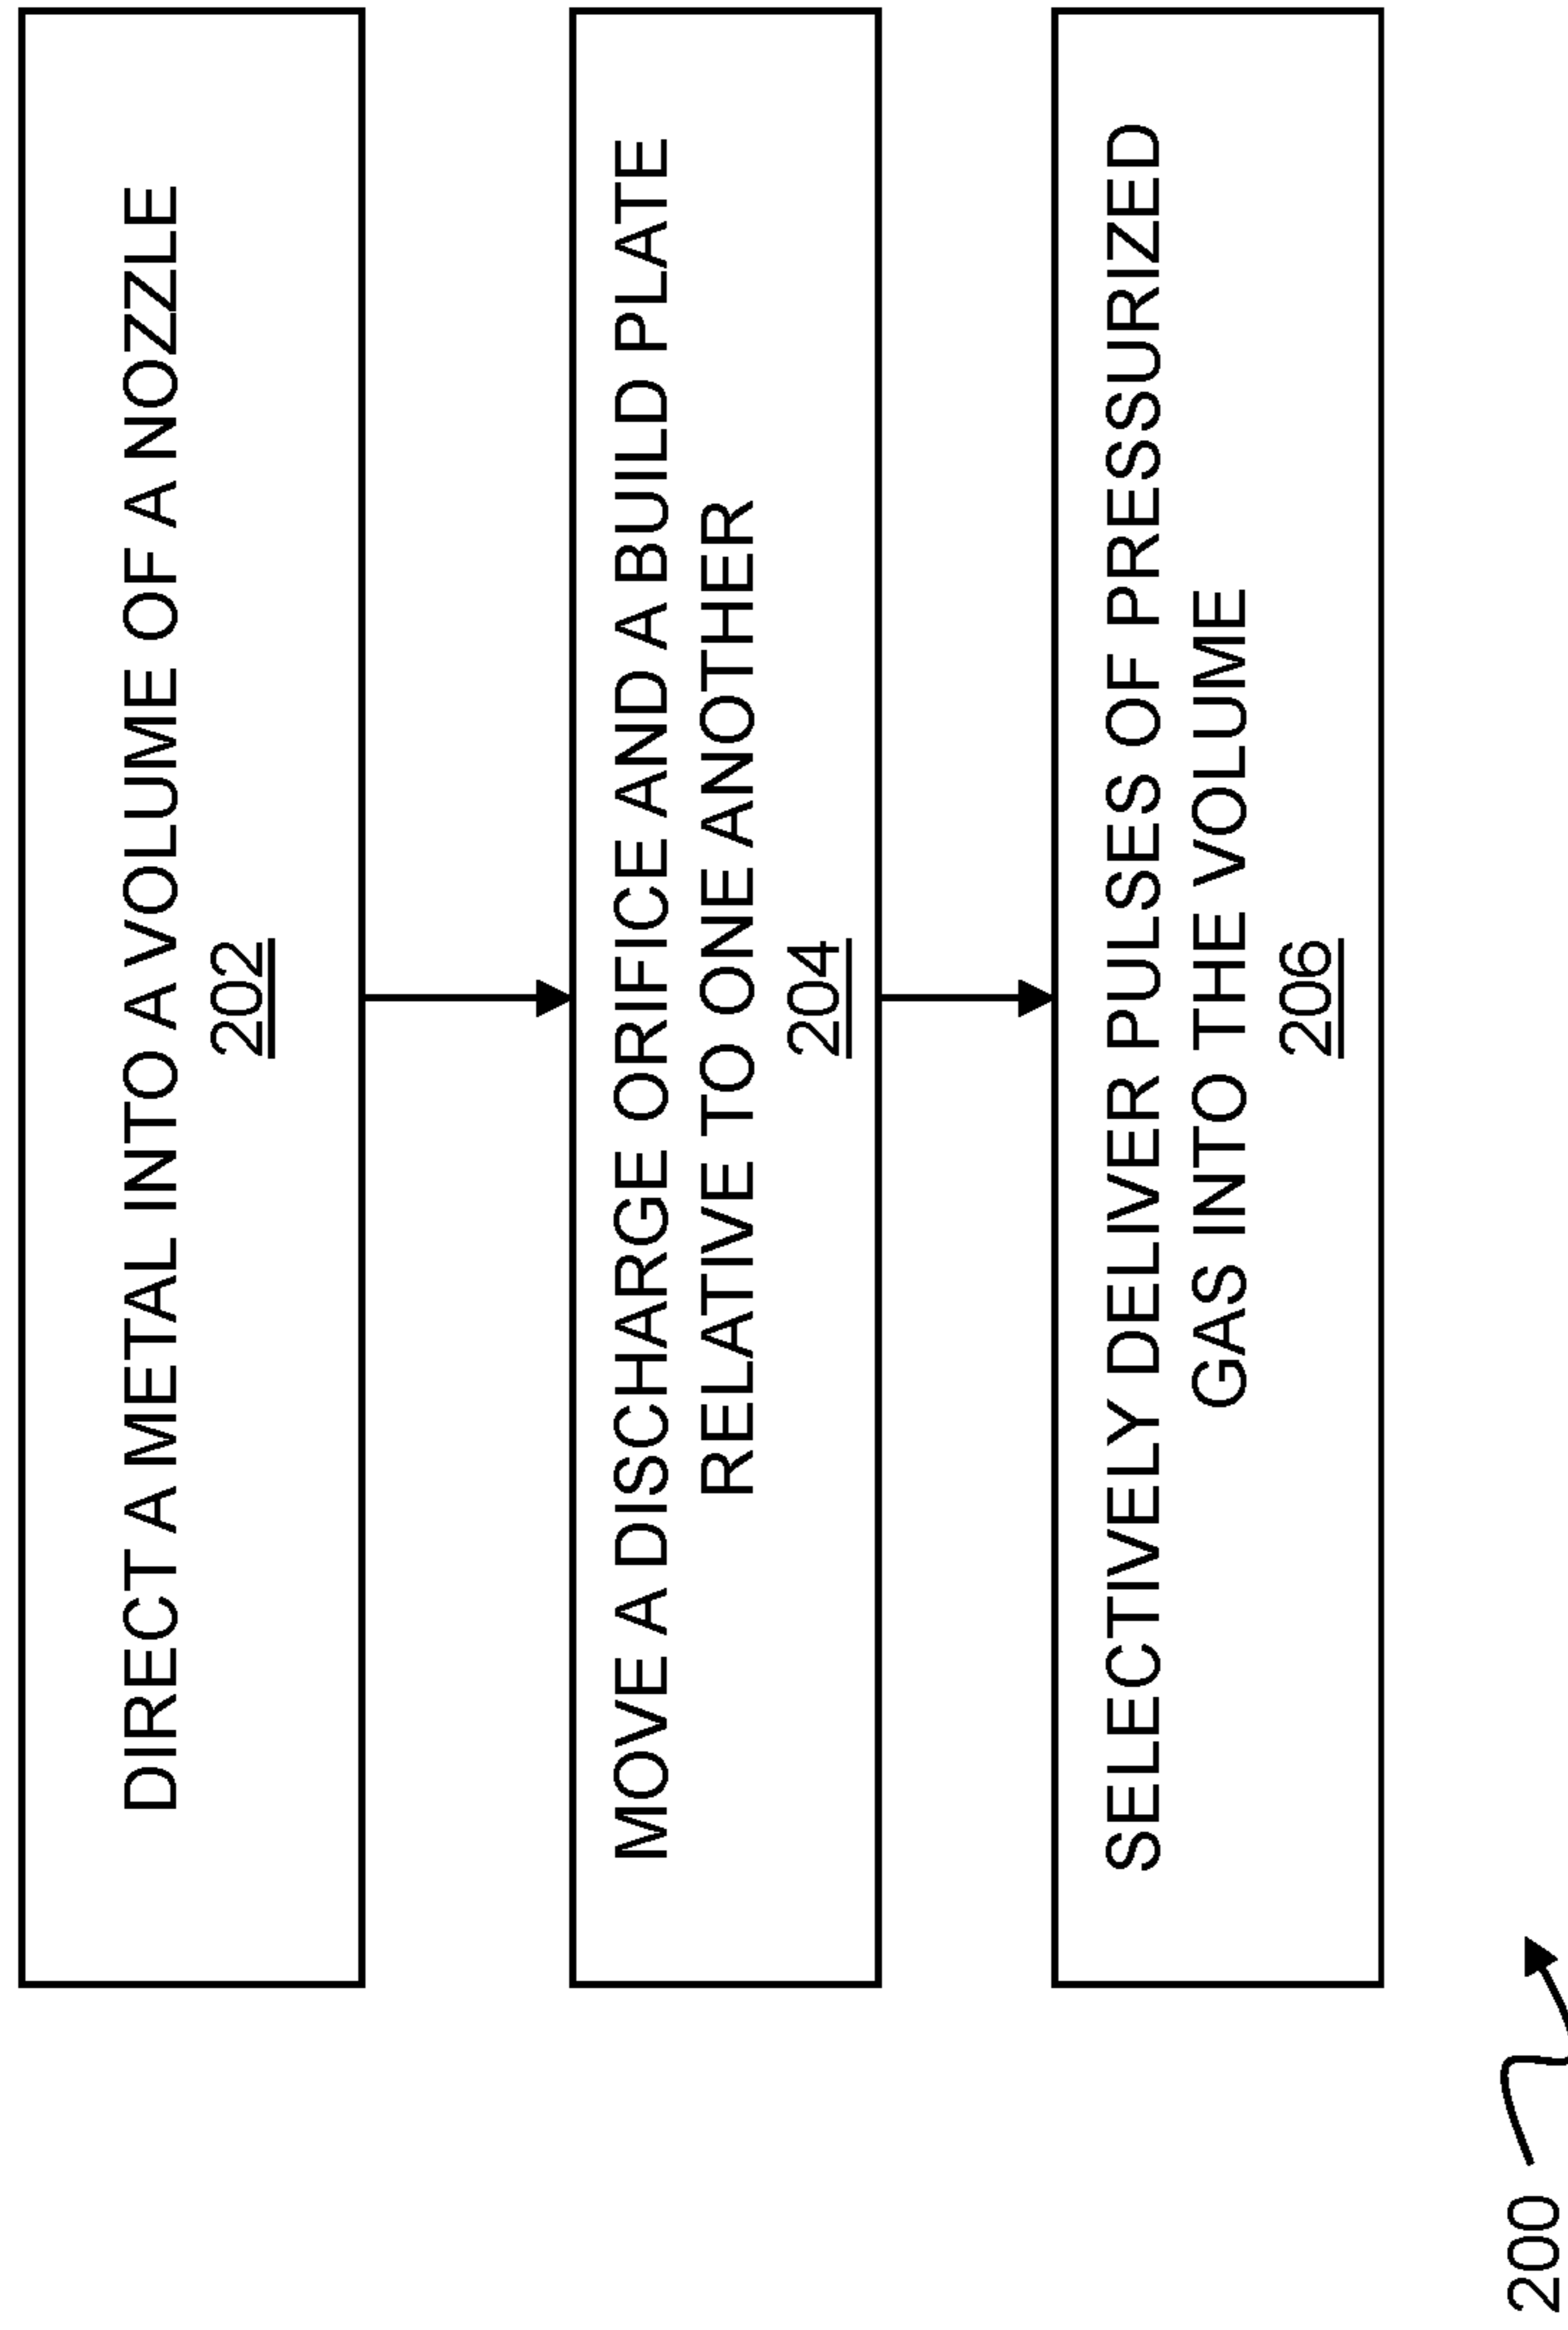 DIRECT A METAL INTO A VOLUME OF A NOZZLE
202
MOVE A DISCHARGE ORIFICE AND A BUILD PLATE
RELATIVE TO ONE ANOTHER
204
SELECTIVELY DELIVER PULSES OF PRESSURIZED
GAS INTO THE VOLUME
206
200